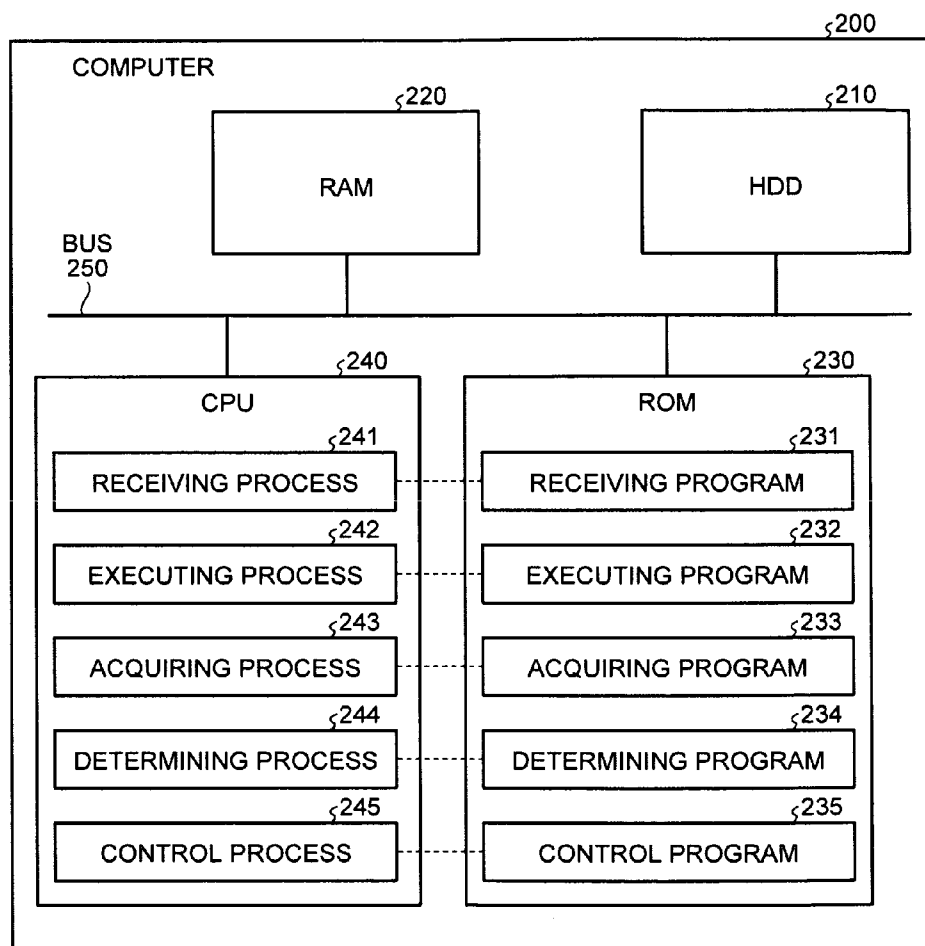 200
COMPUTER
220
210
RAM
HDD
BUS
250
240
230
CPU
ROM
241
231
RECEIVING PROCESS
RECEIVING PROGRAM
242
232
EXECUTING PROCESS
EXECUTING PROGRAM
243
233
ACQUIRING PROCESS
ACQUIRING PROGRAM
244
234
DETERMINING PROCESS
DETERMINING PROGRAM
245
235
CONTROL PROCESS
CONTROL PROGRAM